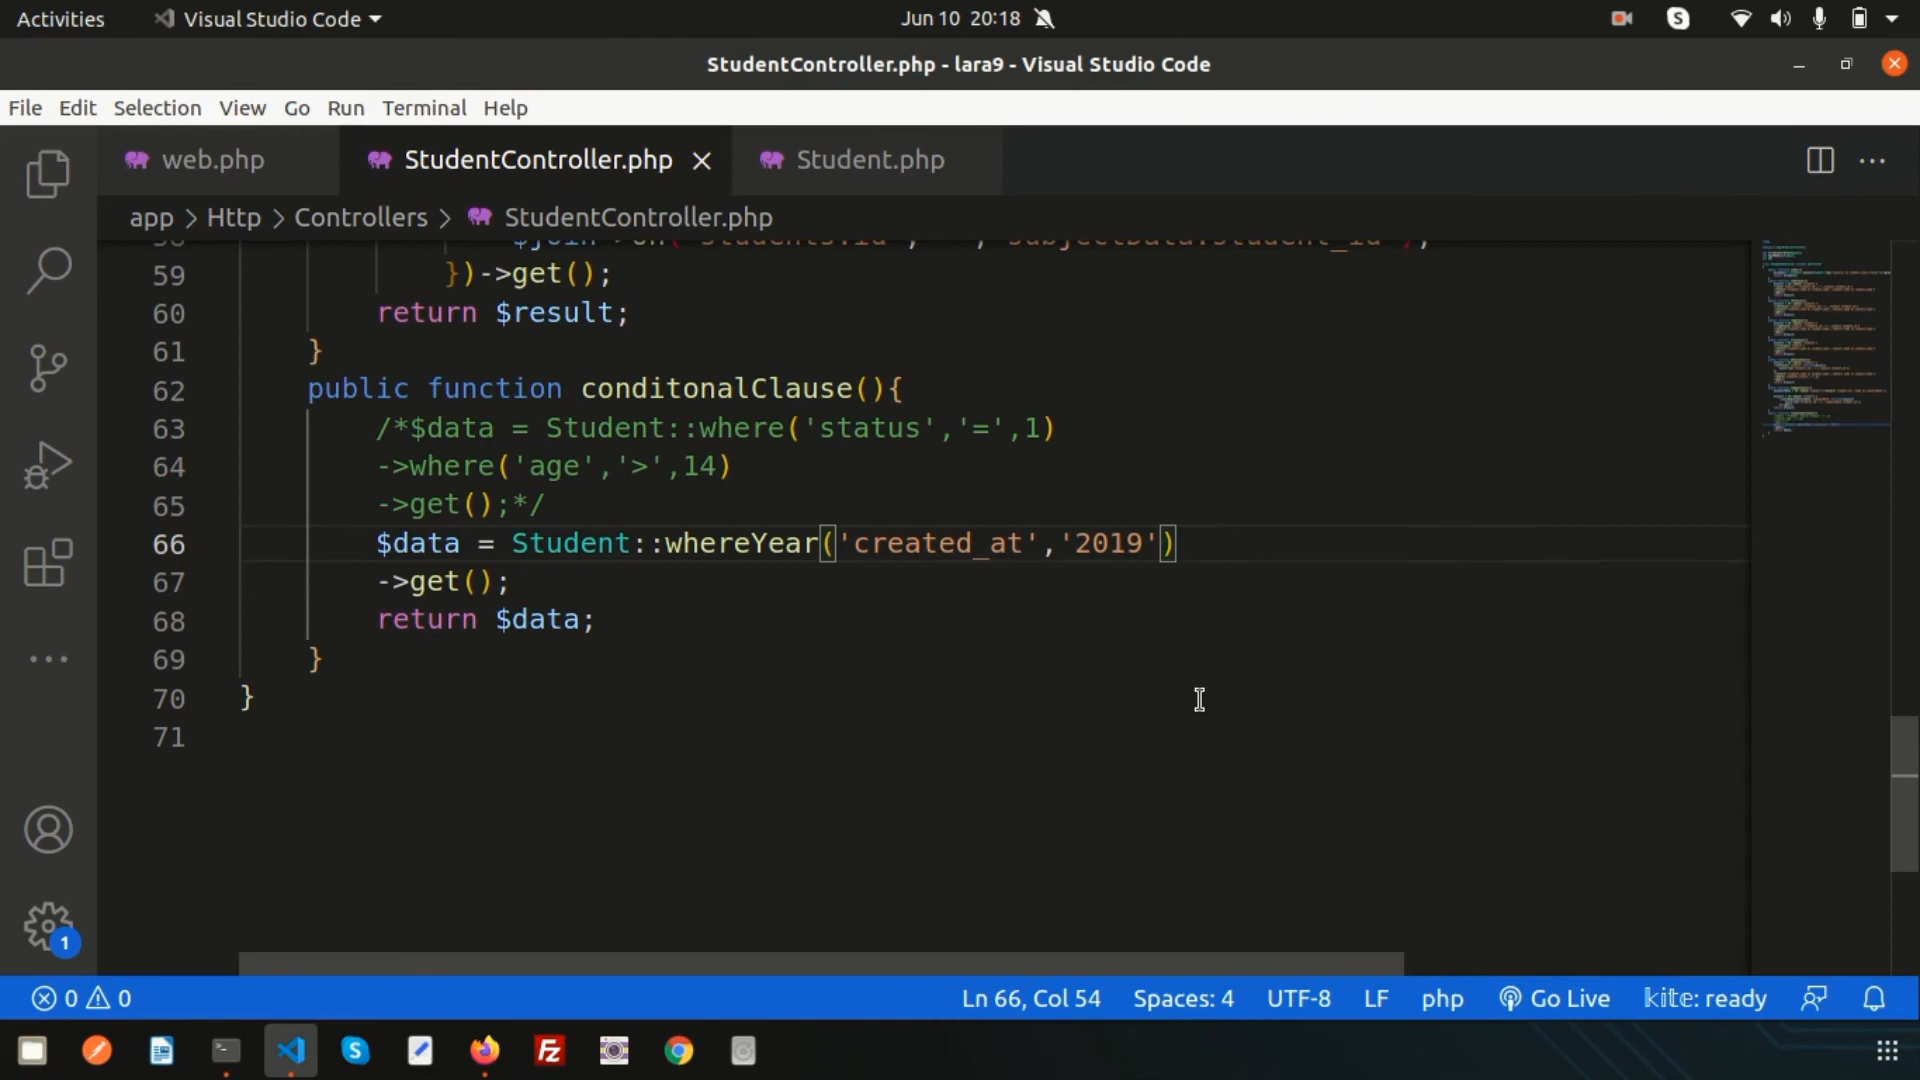 Activities
Visual Studio Code
Jun 10 20:18
StudentController.php - lara9 - Visual Studio Code
File Edit Selection View Go Run Terminal Help
web.php
StudentController.php
Student.php
app > Http > Controllers > StudentController.php
59 })->get();
60 return $result;
61 }
62 public function conditonalClause(){
63 /*$data = Student::where('status','=',1)
64 ->where('age','>',14)
65 ->get();*/
66 $data = Student::whereYear('created_at','2019')
67 ->get();
68 return $data;
69 }
70 }
71
1
0 0 Ln 66, Col 54 Spaces: 4 UTF-8 LF php Go Live kite: ready